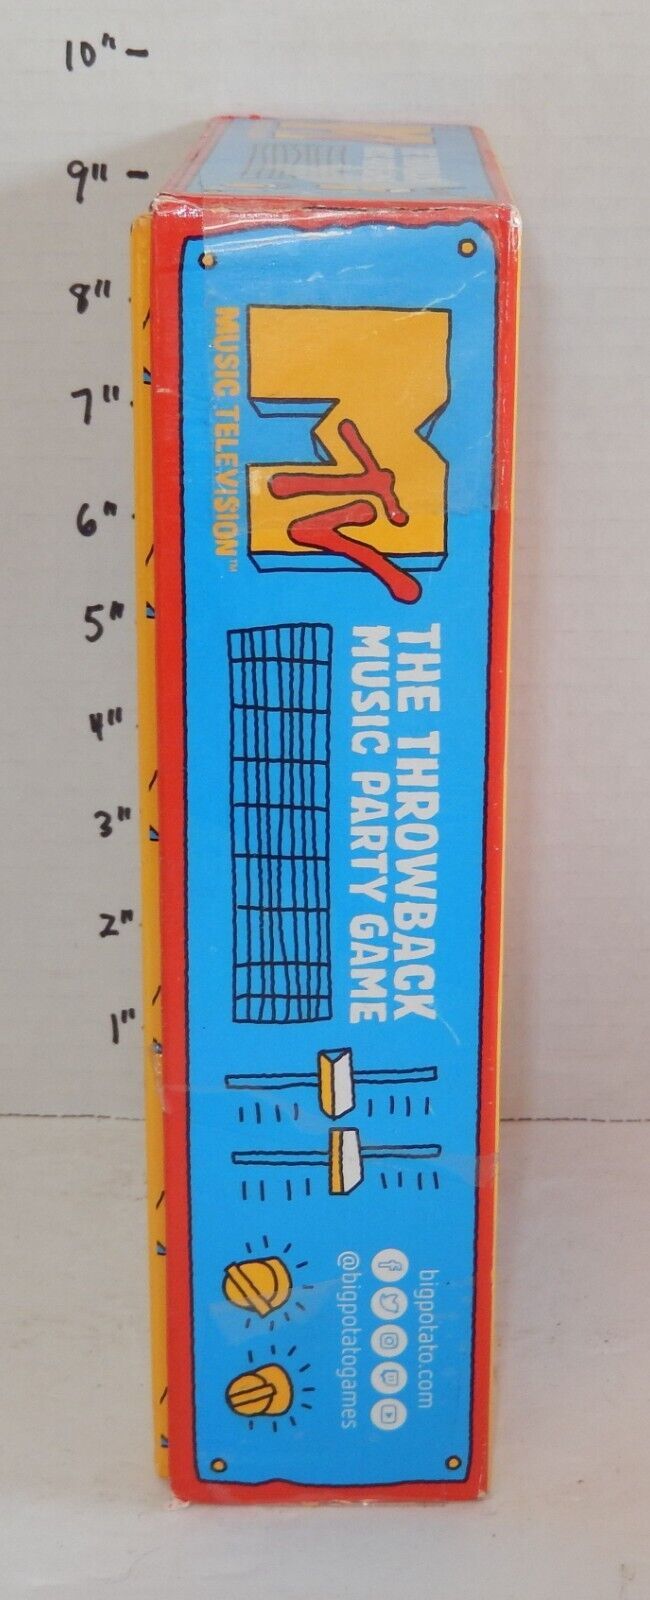 10" -
9" -
8"
7"
6"
5"
4"
3"
2"
1"
MTV
MUSIC TELEVISION™
THE THROWBACK
MUSIC PARTY GAME
bigpotato.com
@bigpotatogames